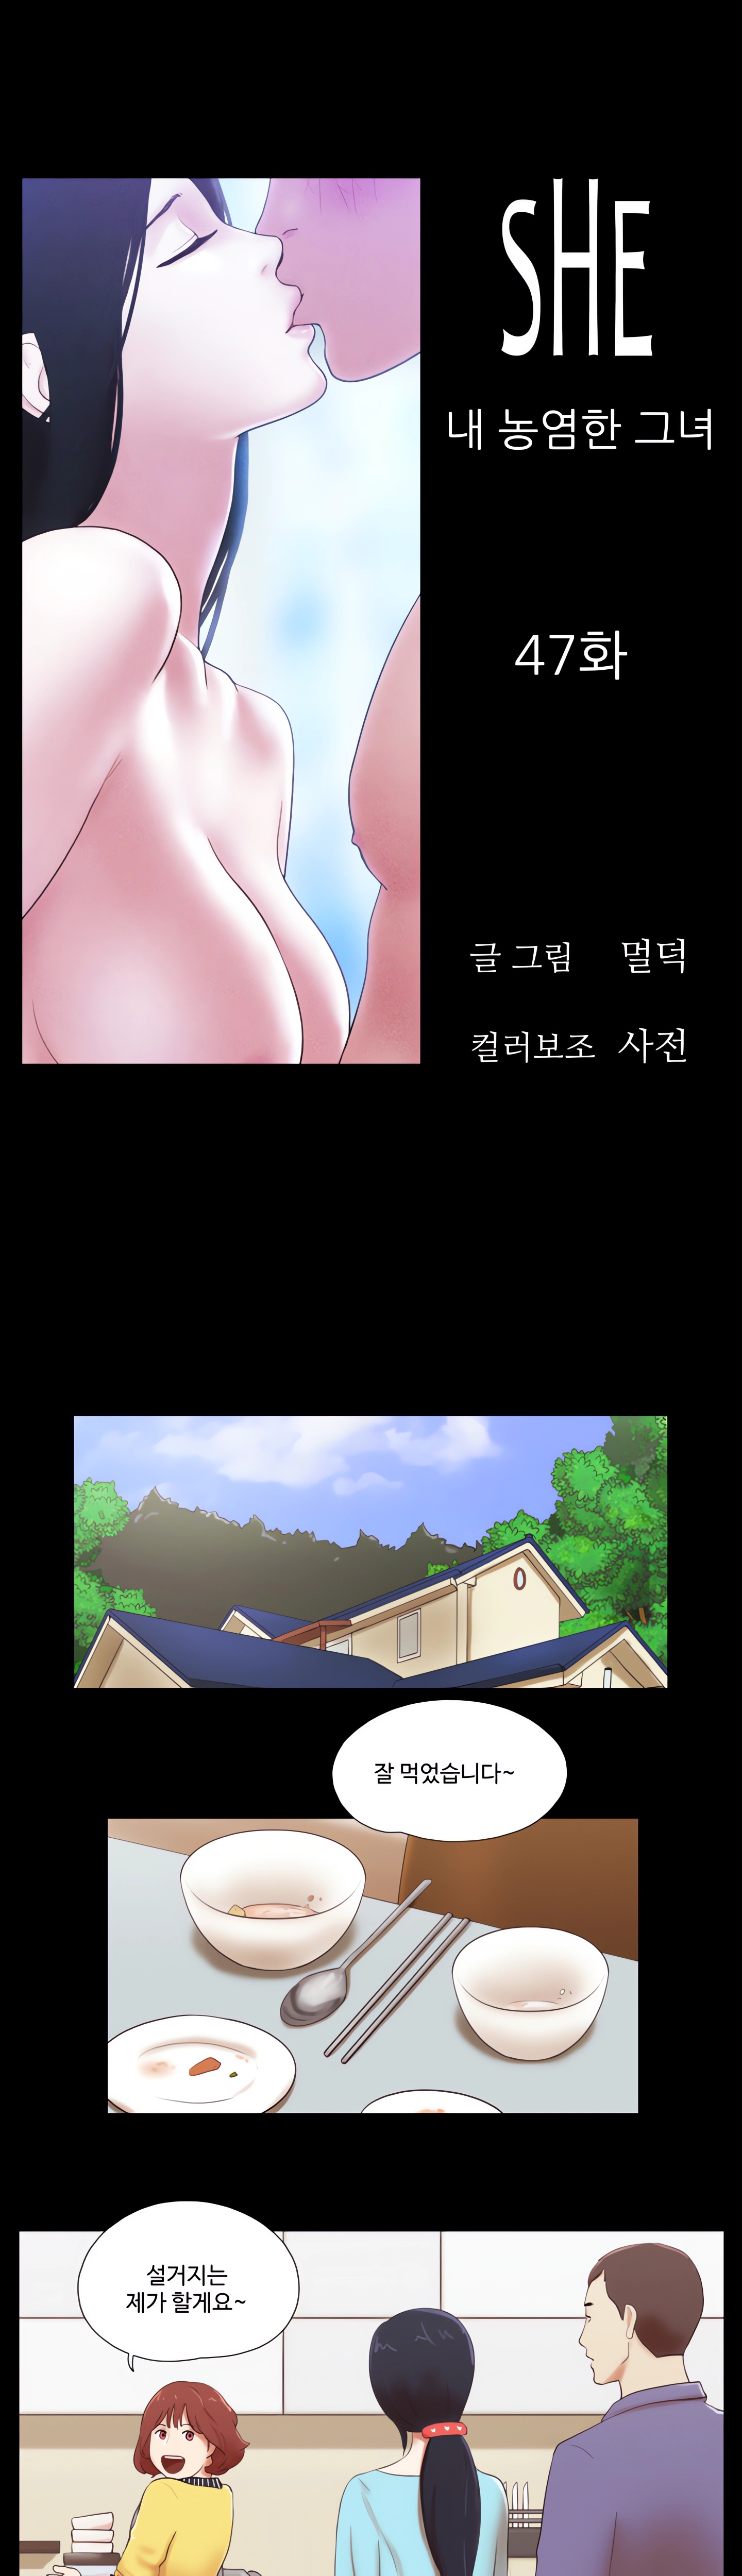 SHE
내 농염한 그녀
47화
글 그림 멀덕
컬러보조 사전
잘 먹었습니다~
설거지는
제가 할게요~